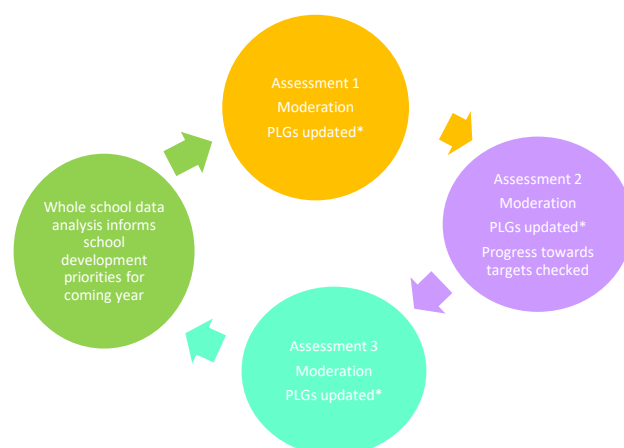 Assessment 1
Moderation
PLGs updated*
Assessment 2
Moderation
PLGs updated*
Progress towards
targets checked
Assessment 3
Moderation
PLGs updated*
Whole school data
analysis informs
school
development
priorities for
coming year